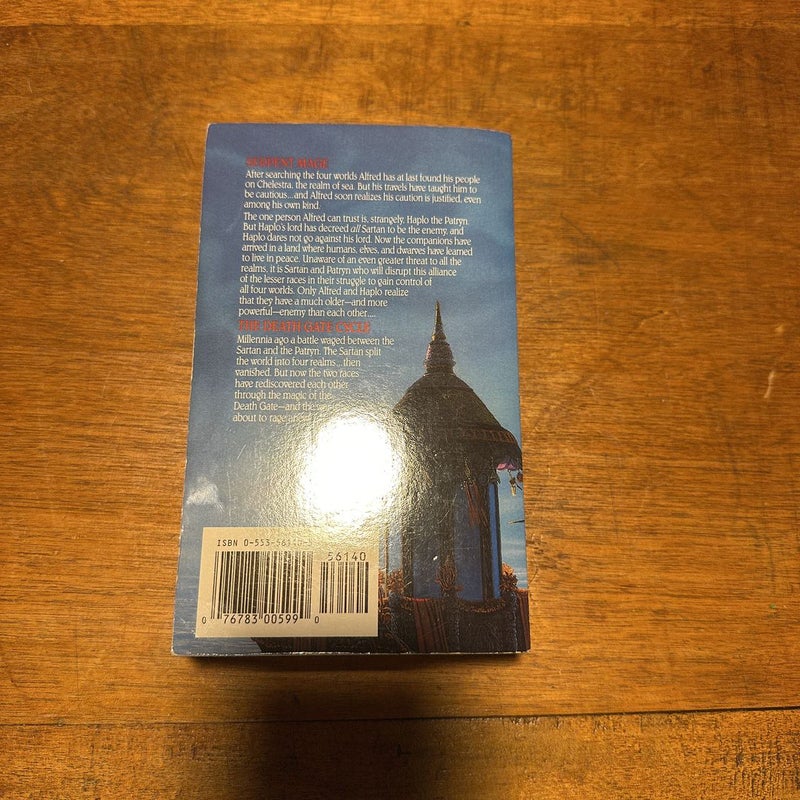 SERPENT MAGE
After searching the four worlds Alfred has at last found his people
on Chelestra, the realm of sea. But his travels have taught him to
be cautious...and Alfred soon realizes his caution is justified, even
among his own kind.
The one person Alfred can trust is, strangely, Haplo the Patryn.
But Haplo's lord has decreed all Sartan to be the enemy, and
Haplo dares not go against his lord. Now the companions have
arrived in a land where humans, elves, and dwarves have learned
to live in peace. Unaware of an even greater threat to all the
realms, it is Sartan and Patryn who will disrupt this alliance
of the lesser races in their struggle to gain control of
all four worlds. Only Alfred and Haplo realize
that they have a much older—and more
powerful—enemy than each other....
THE DEATH GATE CYCLE
Millennia ago a battle waged between the
Sartan and the Patryn. The Sartan split
the world into four realms...then
vanished. But now the two races
have rediscovered each other
through the magic of the
Death Gate—and the
about to rage anew
ISBN 0-553-56140-
56140
0 76783 00599 0